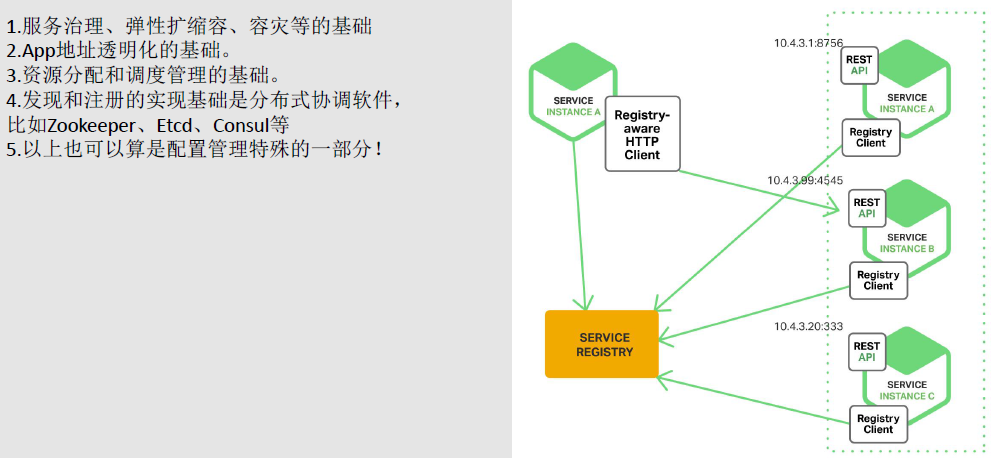 1.服务治理、弹性扩缩容、容灾等的基础
2.App地址透明化的基础。
3.资源分配和调度管理的基础。
4.发现和注册的实现基础是分布式协调软件，
比如Zookeeper、Etcd、Consul等
5.以上也可以算是配置管理特殊的一部分！
SERVICE
INSTANCE A
Registry-
aware
HTTP
Client
SERVICE
REGISTRY
10.4.3.1:8756
REST
API
SERVICE
INSTANCE A
Registry
Client
10.4.3.99:4545
REST
API
SERVICE
INSTANCE B
Registry
Client
10.4.3.20:333
REST
API
SERVICE
INSTANCE C
Registry
Client